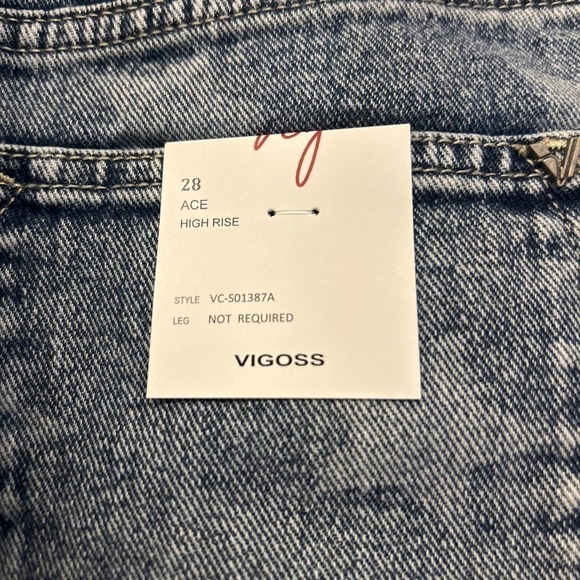 28
ACE
HIGH RISE
STYLE VC-S01387A
LEG NOT REQUIRED
VIGOSS